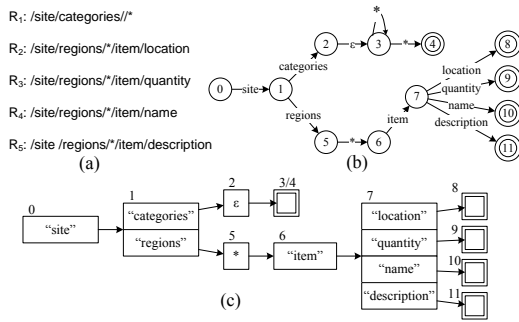 R₁: /site/categories//*
R₂: /site/regions/*/item/location
R₃: /site/regions/*/item/quantity
R₄: /site/regions/*/item/name
R₅: /site /regions/*/item/description
(a)
0
site
1
categories
2
ε
3
*
*
4
regions
5
*
6
item
7
location
quantity
name
description
8
9
10
11
(b)
0
"site"
1
"categories"
"regions"
2
ε
3/4
5
*
6
"item"
7
"location"
"quantity"
"name"
"description"
8
9
10
11
(c)